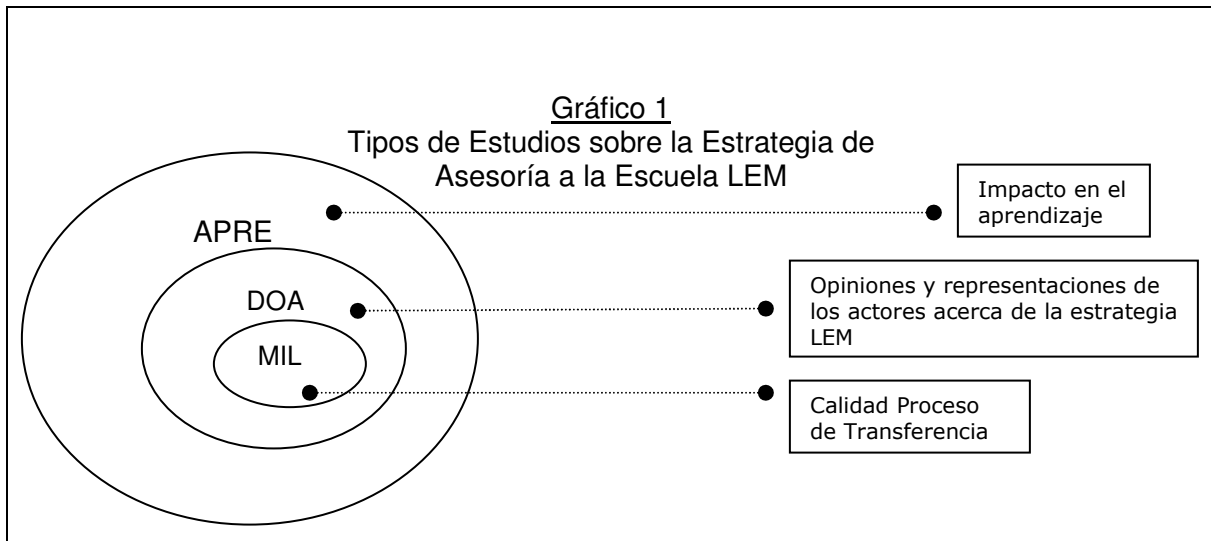 Gráfico 1
Tipos de Estudios sobre la Estrategia de
Asesoría a la Escuela LEM
Impacto en el
aprendizaje
APRE
Opiniones y representaciones de
los actores acerca de la estrategia
LEM
DOA
MIL
Calidad Proceso
de Transferencia